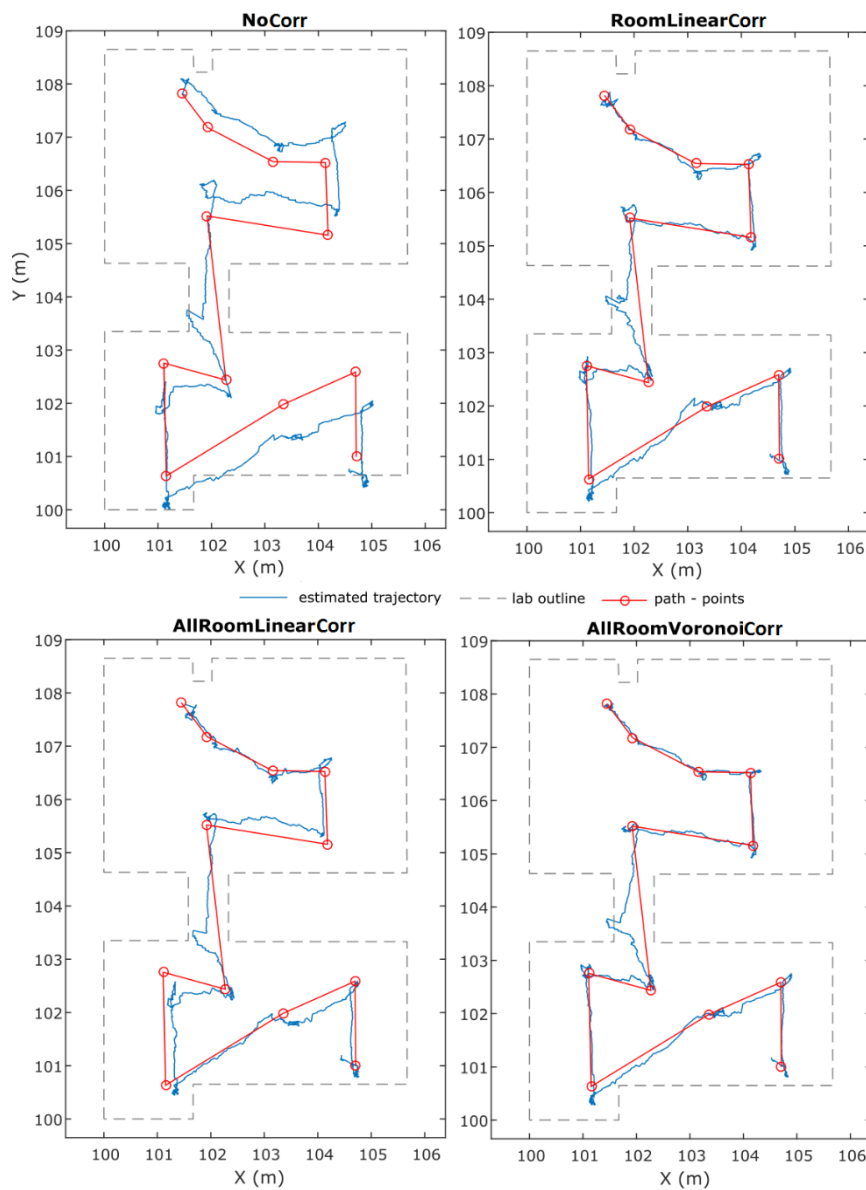 NoCorr
RoomLinearCorr
109
108
107
106
105
104
103
102
101
100
Y (m)
100 101 102 103 104 105 106
X (m)
109
108
107
106
105
104
103
102
101
100
100 101 102 103 104 105 106
X (m)
estimated trajectory lab outline path - points
AllRoomLinearCorr
AllRoomVoronoiCorr
109
108
107
106
105
104
103
102
101
100
100 101 102 103 104 105 106
X (m)
109
108
107
106
105
104
103
102
101
100
100 101 102 103 104 105 106
X (m)